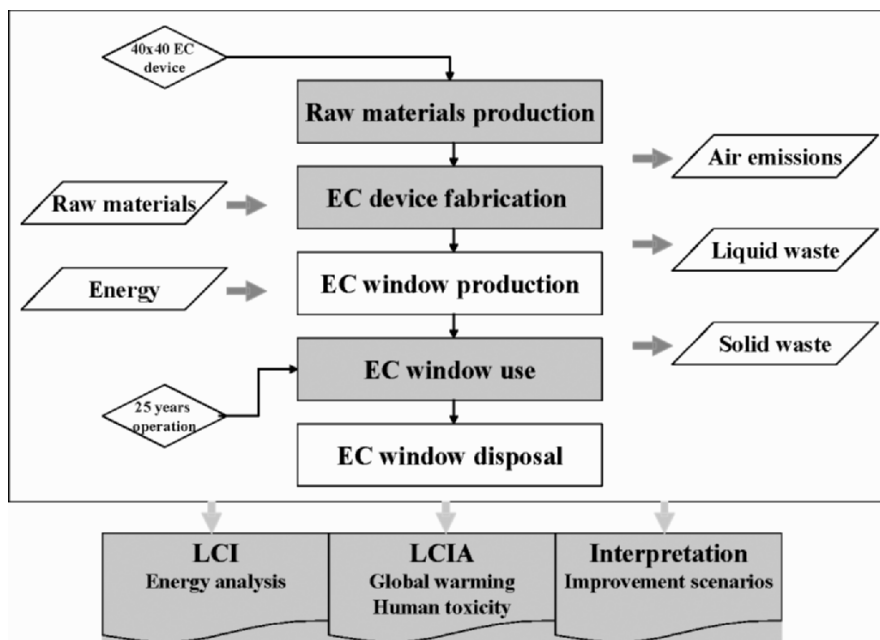 40x40 EC
device
Raw materials production
Air emissions
Raw materials
EC device fabrication
Liquid waste
Energy
EC window production
Solid waste
EC window use
25 years
operation
EC window disposal
LCI
Energy analysis
LCIA
Global warming
Human toxicity
Interpretation
Improvement scenarios